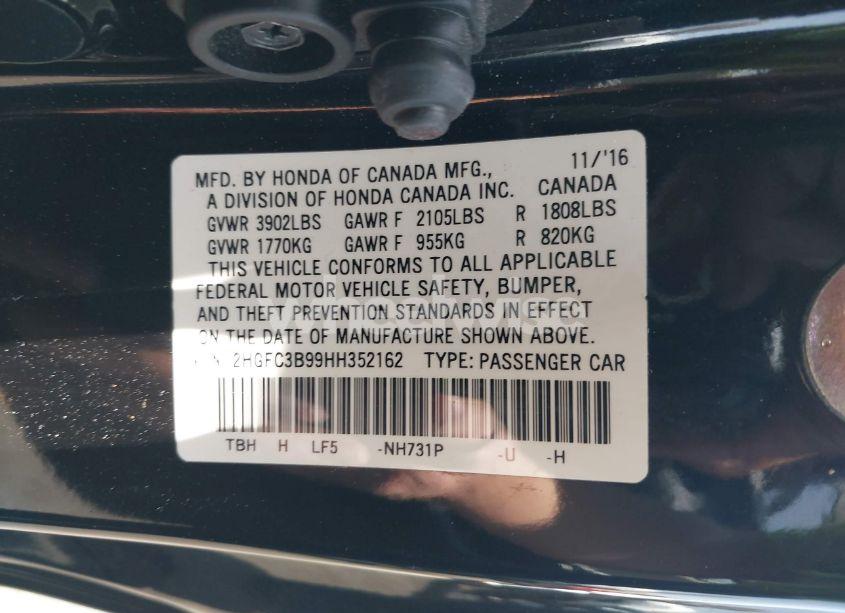 MFD. BY HONDA OF CANADA MFG., 11/'16
A DIVISION OF HONDA CANADA INC. CANADA
GVWR 3902LBS GAWR F 2105LBS R 1808LBS
GVWR 1770KG GAWR F 955KG R 820KG
THIS VEHICLE CONFORMS TO ALL APPLICABLE
FEDERAL MOTOR VEHICLE SAFETY, BUMPER,
AND THEFT PREVENTION STANDARDS IN EFFECT
ON THE DATE OF MANUFACTURE SHOWN ABOVE.
2HGFC3B99HH352162 TYPE: PASSENGER CAR
TBH H LF5 -NH731P -U -H